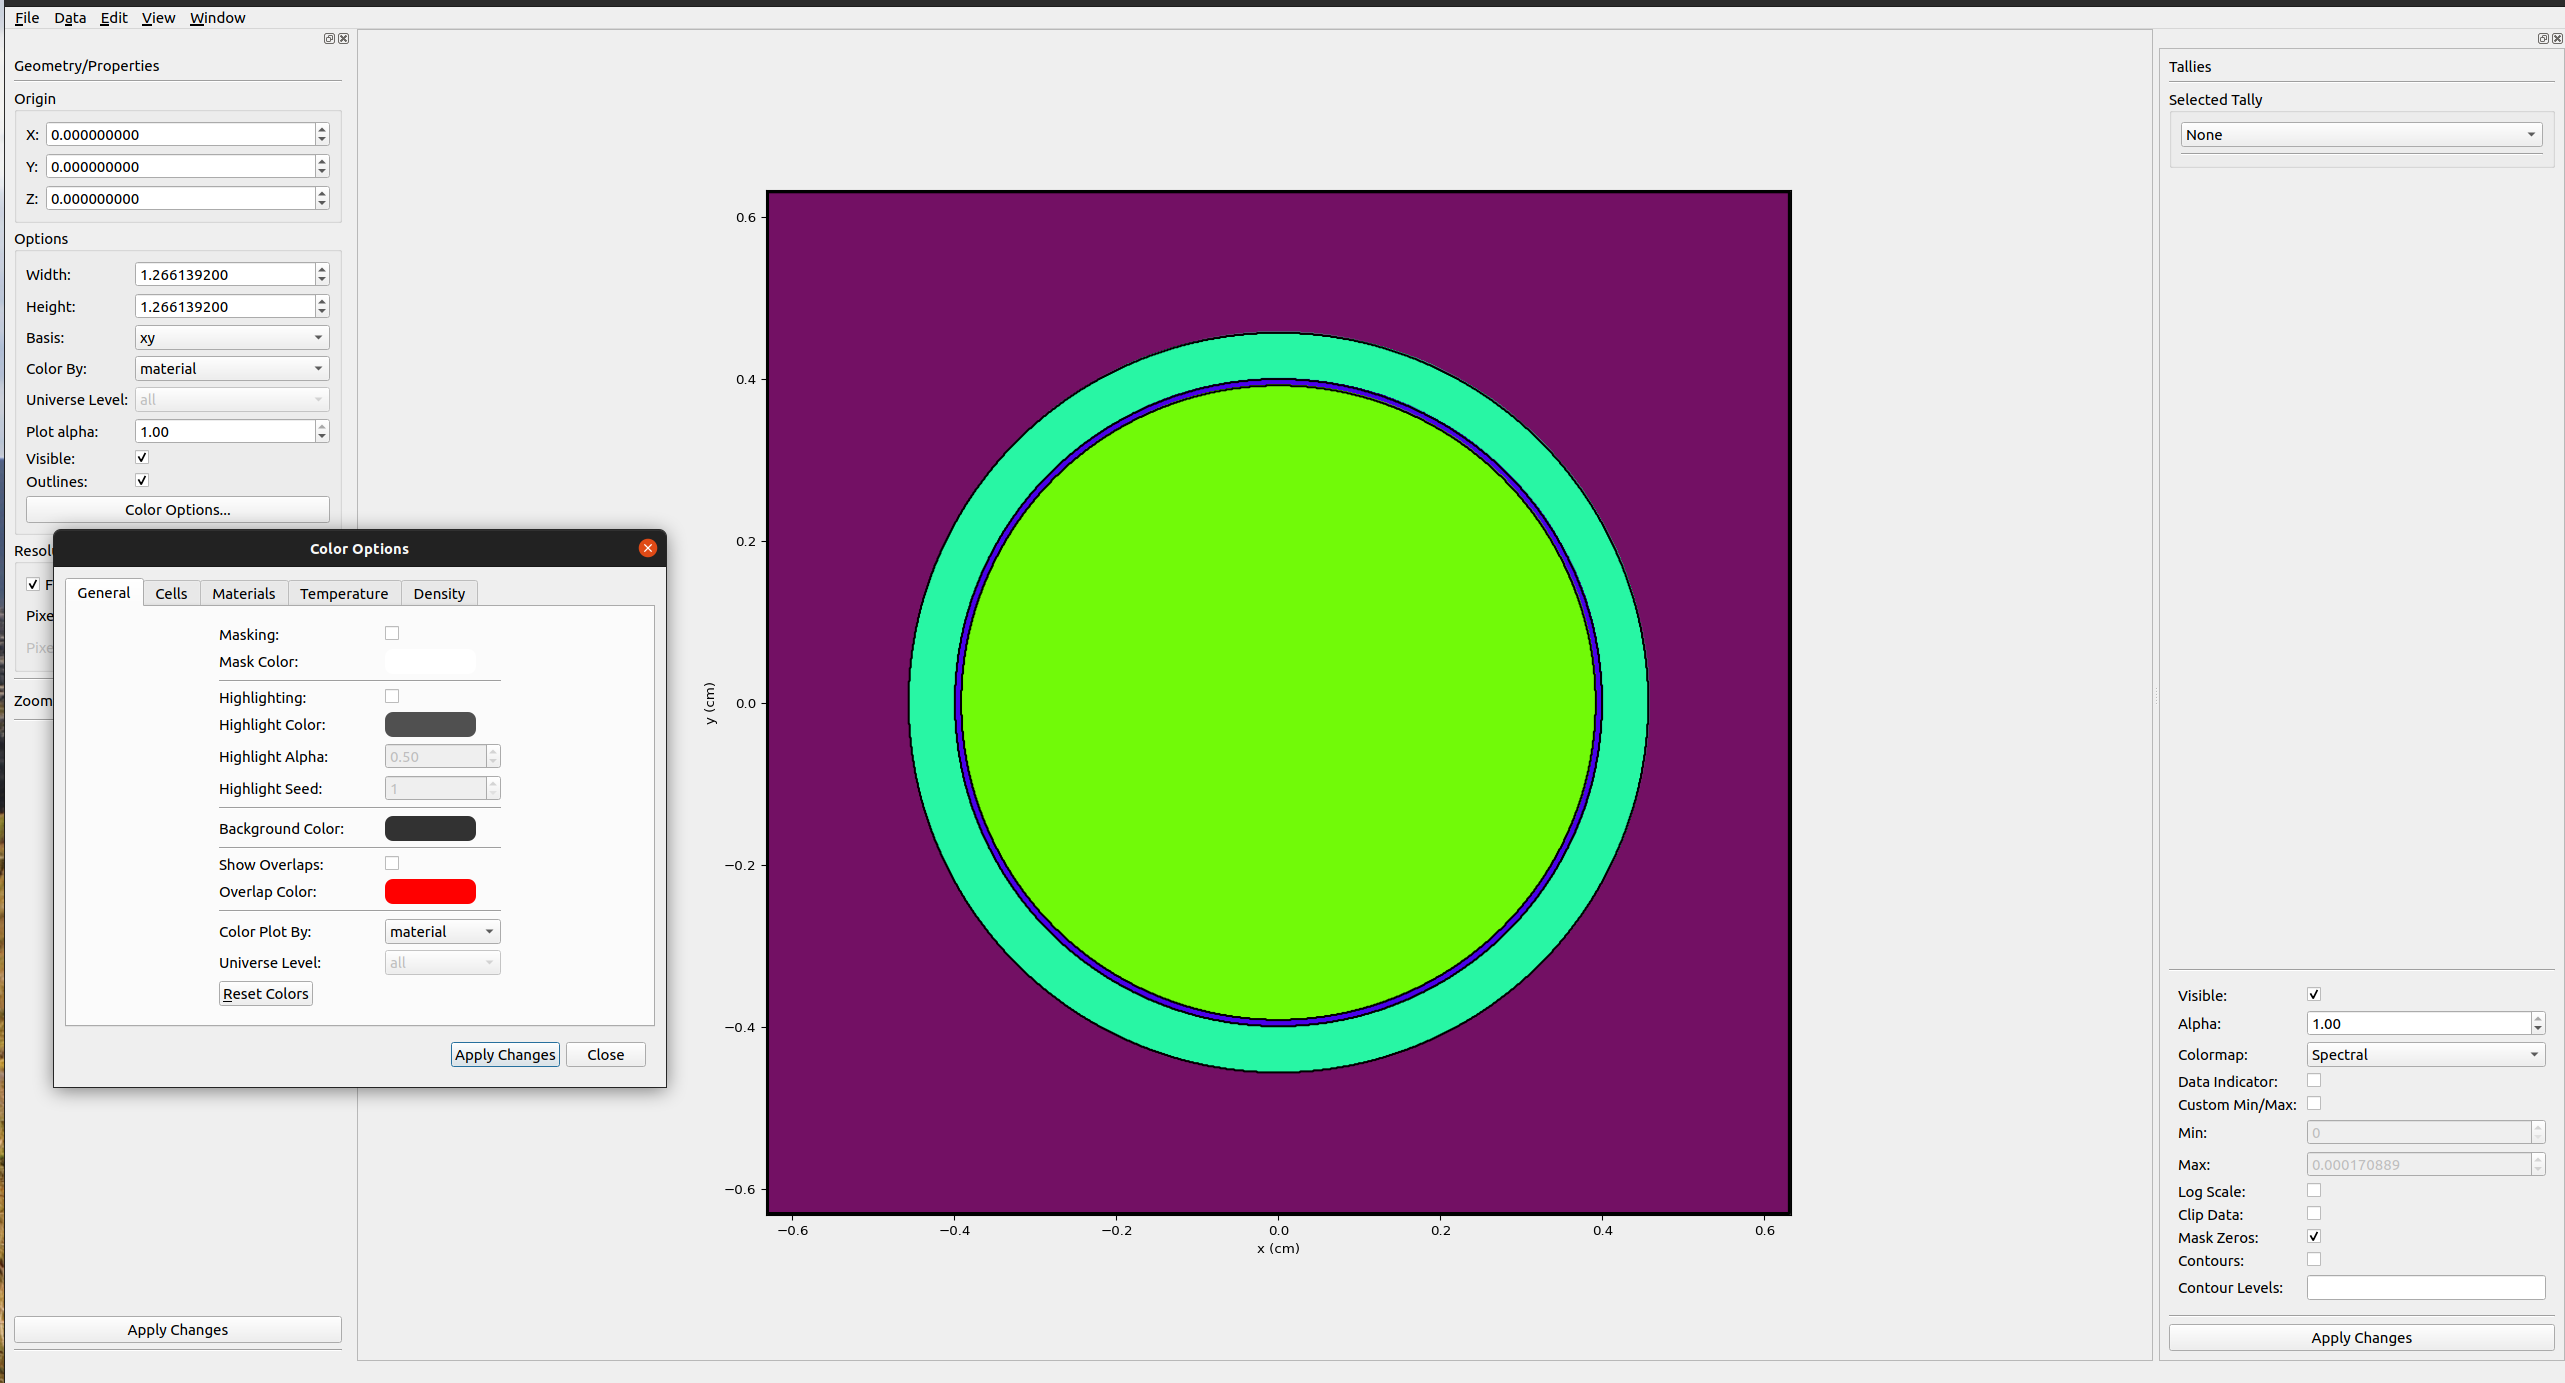 File Data Edit View Window
Geometry/Properties
Origin
X: 0.000000000
Y: 0.000000000
Z: 0.000000000
Options
Width: 1.266139200
Height: 1.266139200
Basis: xy
Color By: material
Universe Level: all
Plot alpha: 1.00
Visible:
Outlines:
Color Options...
Resol
F
Pixe
Pixe
Zoom
Apply Changes
Color Options
General Cells Materials Temperature Density
Masking:
Mask Color:
Highlighting:
Highlight Color:
Highlight Alpha: 0.50
Highlight Seed: 1
Background Color:
Show Overlaps:
Overlap Color:
Color Plot By: material
Universe Level: all
Reset Colors
Apply Changes Close
y (cm)
0.6
0.4
0.2
0.0
−0.2
−0.4
−0.6
−0.6 −0.4 −0.2 0.0 0.2 0.4 0.6
x (cm)
Tallies
Selected Tally
None
Visible:
Alpha: 1.00
Colormap: Spectral
Data Indicator:
Custom Min/Max:
Min: 0
Max: 0.000170889
Log Scale:
Clip Data:
Mask Zeros:
Contours:
Contour Levels:
Apply Changes